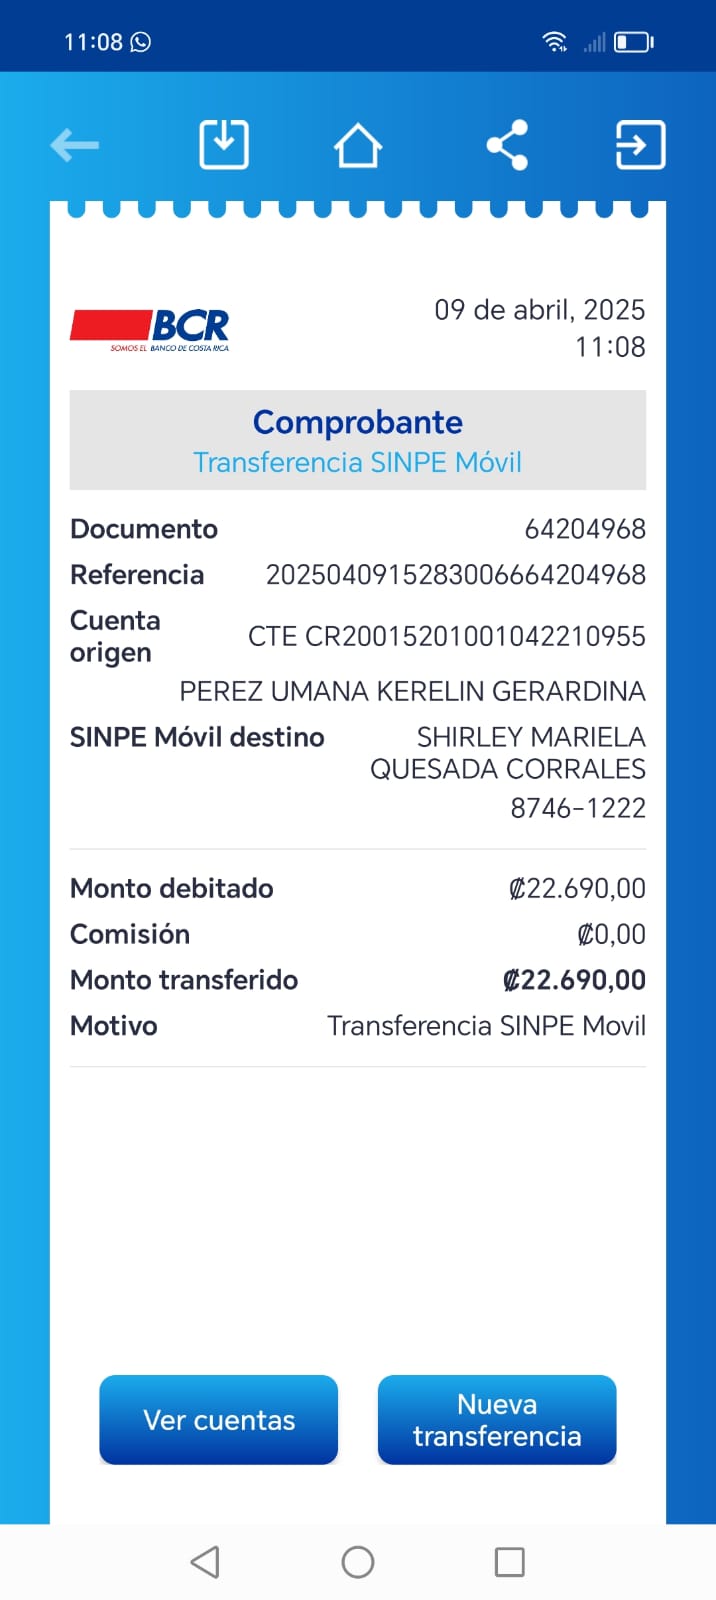 11:08
BCR
SOMOS EL BANCO DE COSTA RICA
09 de abril, 2025
11:08
Comprobante
Transferencia SINPE Móvil
Documento 64204968
Referencia 2025040915283006664204968
Cuenta origen CTE CR20015201001042210955
PEREZ UMANA KERELIN GERARDINA
SINPE Móvil destino SHIRLEY MARIELA
QUESADA CORRALES
8746-1222
Monto debitado ₡22.690,00
Comisión ₡0,00
Monto transferido ₡22.690,00
Motivo Transferencia SINPE Movil
Ver cuentas
Nueva
transferencia